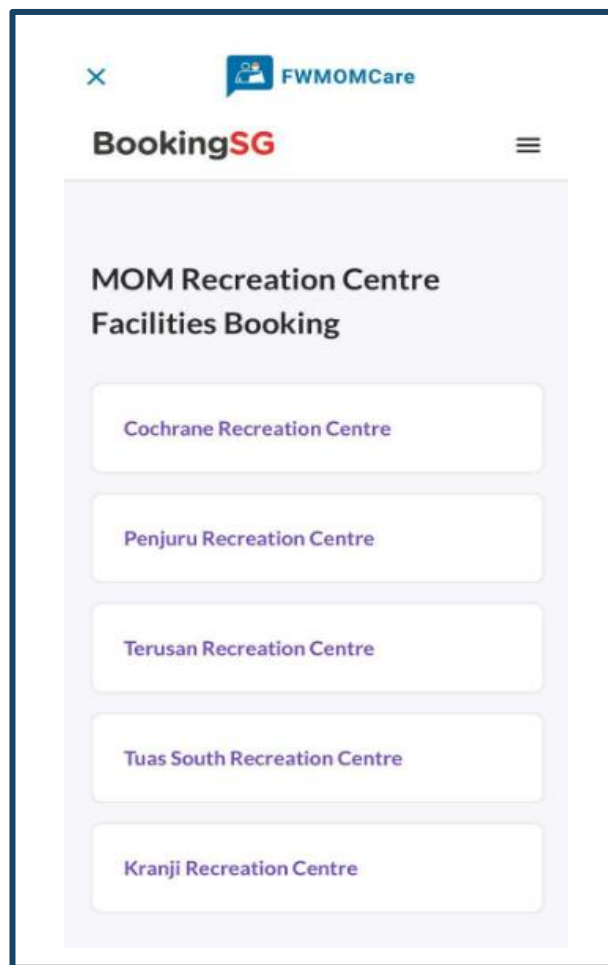 FWMOMCare
BookingSG
MOM Recreation Centre
Facilities Booking
Cochrane Recreation Centre
Penjuru Recreation Centre
Terusan Recreation Centre
Tuas South Recreation Centre
Kranji Recreation Centre